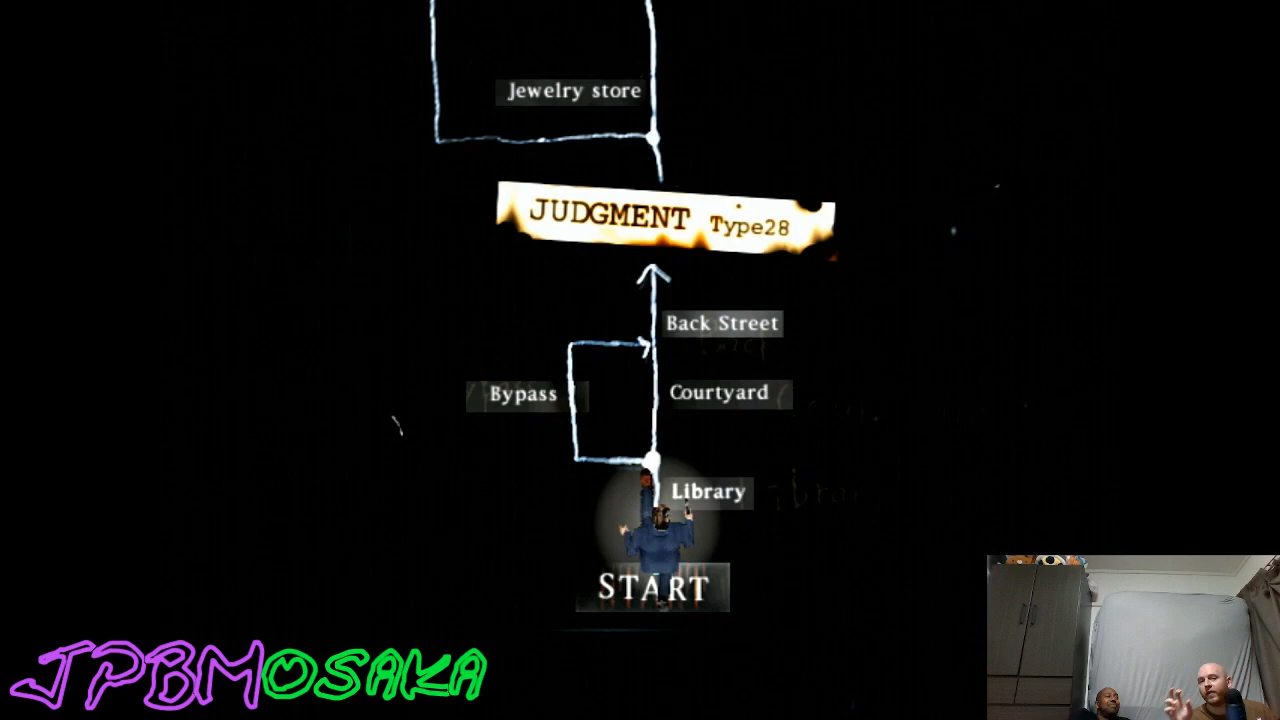 Jewelry store
JUDGMENT Type28
Back Street
Bypass
Courtyard
Library
START
JPBMOSAKA